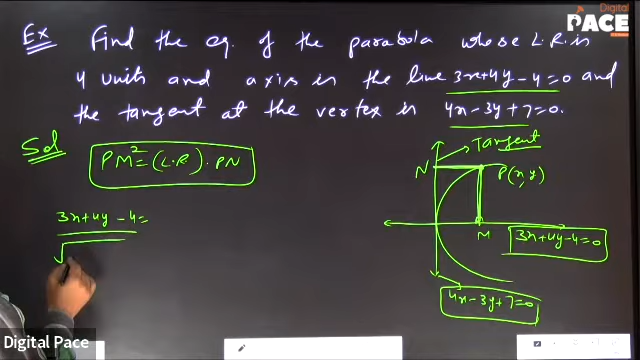 Digital
PACE
Ex Find the eq. of the parabola whose L.R. is
4 units and axis is the line 3x+4y-4=0 and
the tangent at the vertex is 4x-3y+7=0.
Sol
PM²=(L.R).PN
Tangent
N
P(x,y)
3x+4y-4=
√
M
3x+4y-4=0
4x-3y+7=0
Digital Pace